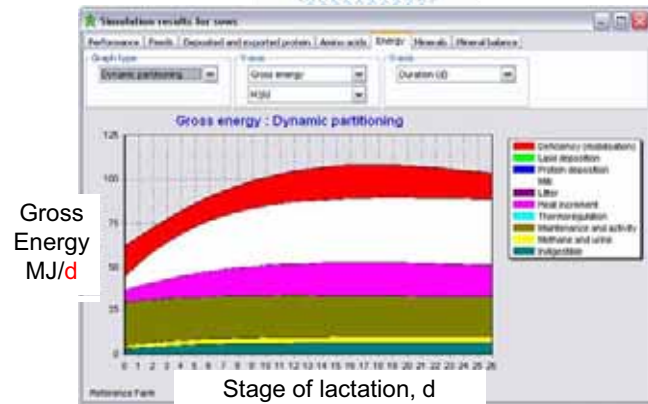 Simulation results for sows
Performance Feeds Deposited and exported protein Amino acids Energy Minerals Mineral balance
Graph type
Dynamic partitioning Gross energy Duration (d)
MJ/d
Gross energy : Dynamic partitioning
Gross
Energy
MJ/d
125
100
75
50
25
0
0 1 2 3 4 5 6 7 8 9 10 11 12 13 14 15 16 17 18 19 20 21 22 23 24 25 26
Deficiency (mobilisation)
Lipid deposition
Protein deposition
Milk
Litter
Heat increment
Thermoregulation
Maintenance and activity
Methane and urine
Indigestible
Reference Farm
Stage of lactation, d